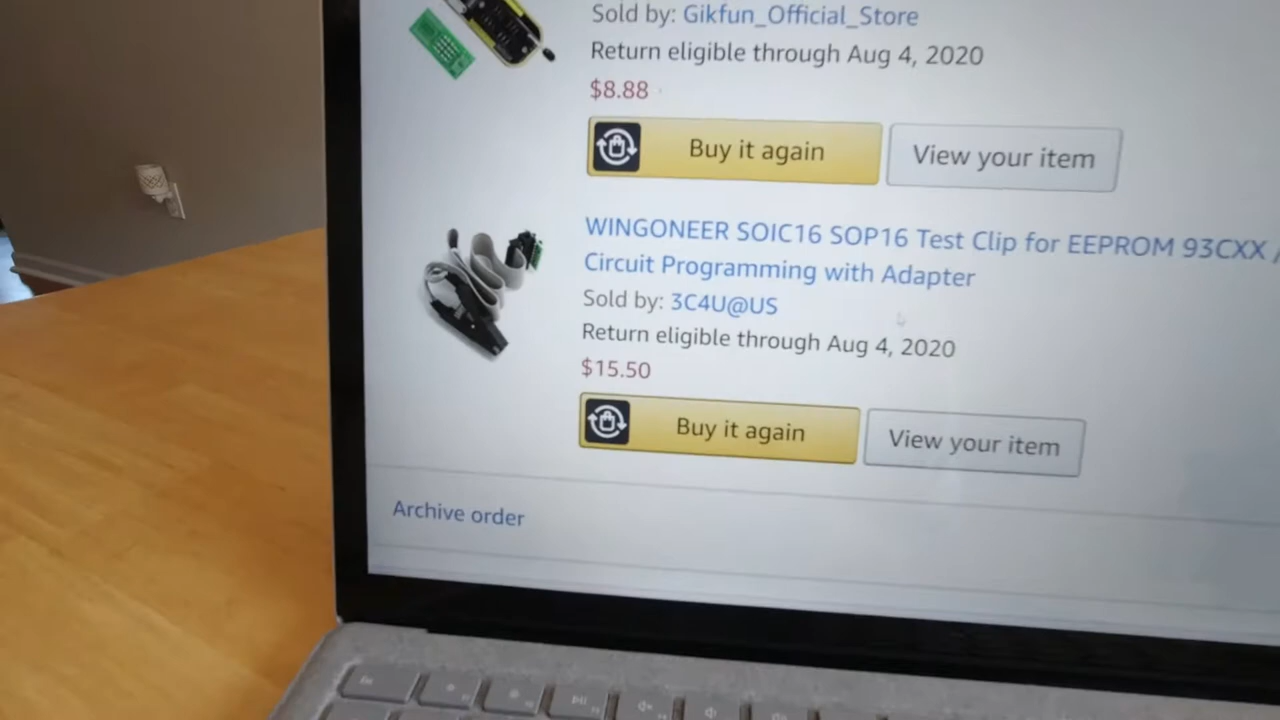 Sold by: Gikfun_Official_Store
Return eligible through Aug 4, 2020
$8.88
Buy it again
View your item
WINGONEER SOIC16 SOP16 Test Clip for EEPROM 93CXX /
Circuit Programming with Adapter
Sold by: 3C4U@US
Return eligible through Aug 4, 2020
$15.50
Buy it again
View your item
Archive order